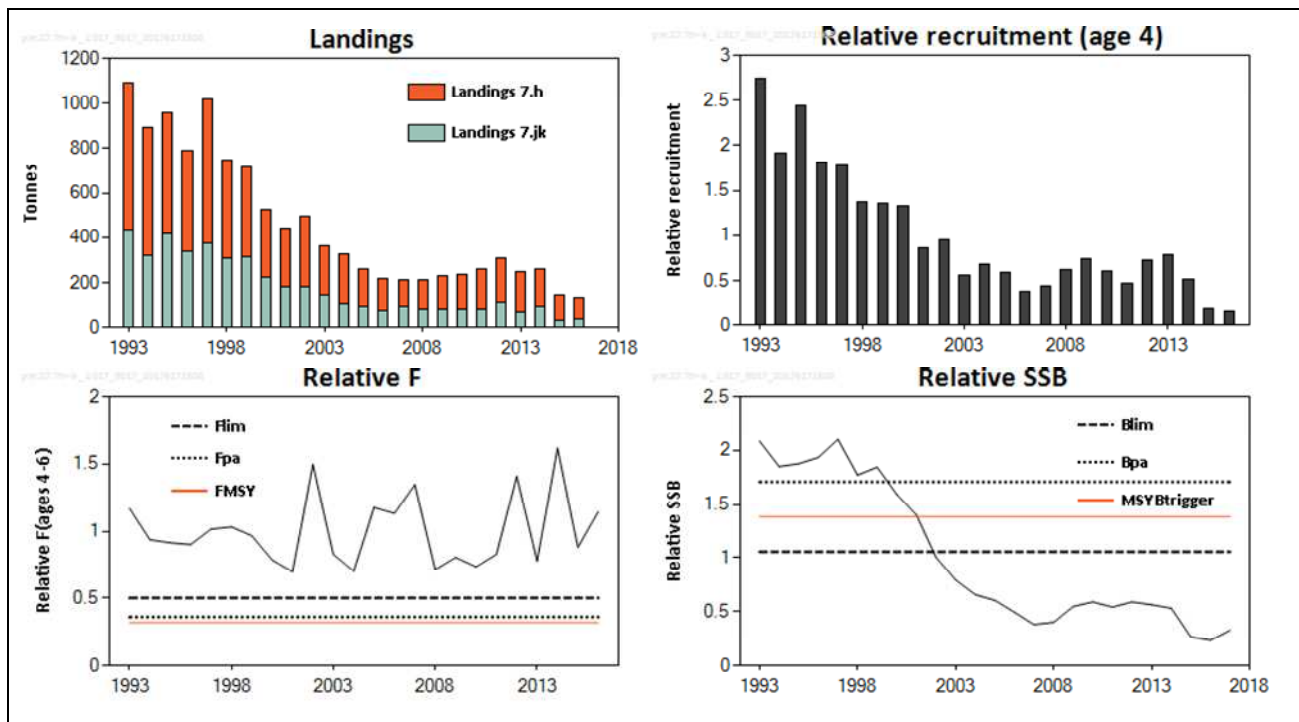 Landings
Tonnes
1200
1000
800
600
400
200
0
Landings 7.h
Landings 7.jk
1993
1998
2003
2008
2013
2018
Relative recruitment (age 4)
Relative recruitment
3
2.5
2
1.5
1
0.5
0
1993
1998
2003
2008
2013
Relative F
Relative F(ages 4-6)
2
1.5
1
0.5
0
Flim
Fpa
FMSY
1993
1998
2003
2008
2013
Relative SSB
Relative SSB
2.5
2
1.5
1
0.5
0
Blim
Bpa
MSYBtrigger
1993
1998
2003
2008
2013
2018